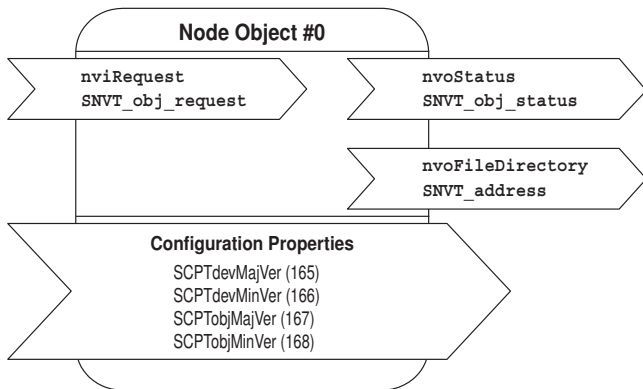 Node Object #0
nviRequest
SNVT_obj_request
nvoStatus
SNVT_obj_status
nvoFileDirectory
SNVT_address
Configuration Properties
SCPTdevMajVer (165)
SCPTdevMinVer (166)
SCPTobjMajVer (167)
SCPTobjMinVer (168)